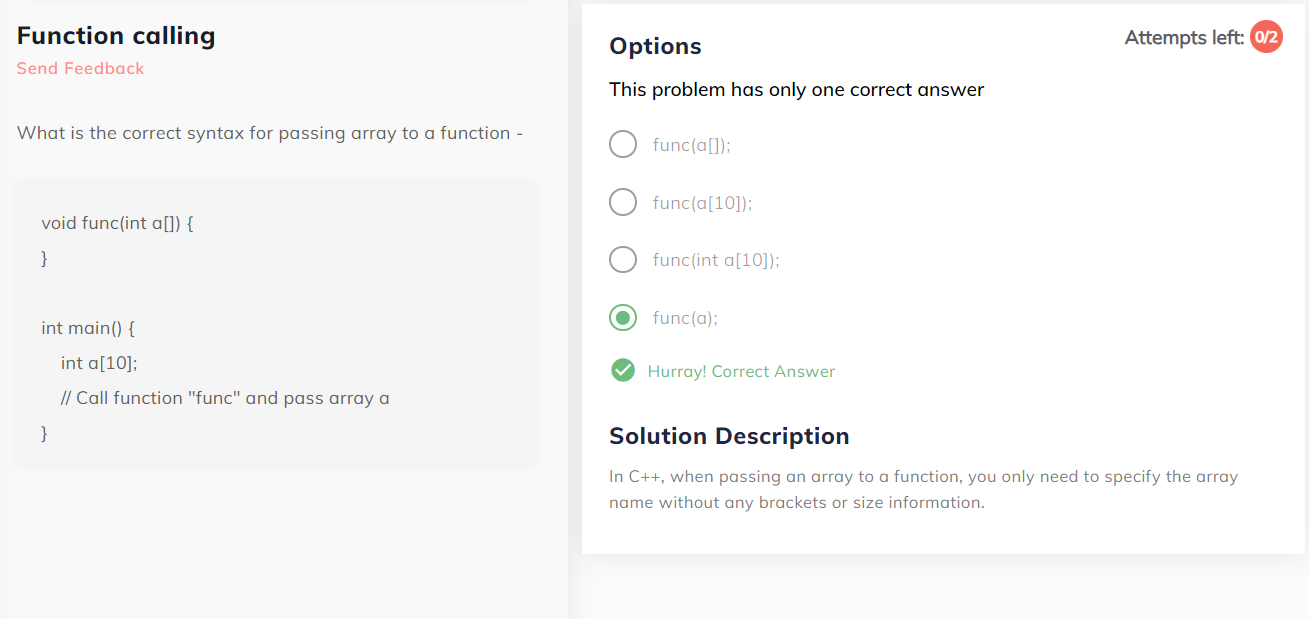 Function calling
Send Feedback
What is the correct syntax for passing array to a function -
void func(int a[]) {
}
int main() {
int a[10];
// Call function "func" and pass array a
}
Options
Attempts left: 0/2
This problem has only one correct answer
func(a[]);
func(a[10]);
func(int a[10]);
func(a);
Hurray! Correct Answer
Solution Description
In C++, when passing an array to a function, you only need to specify the array
name without any brackets or size information.